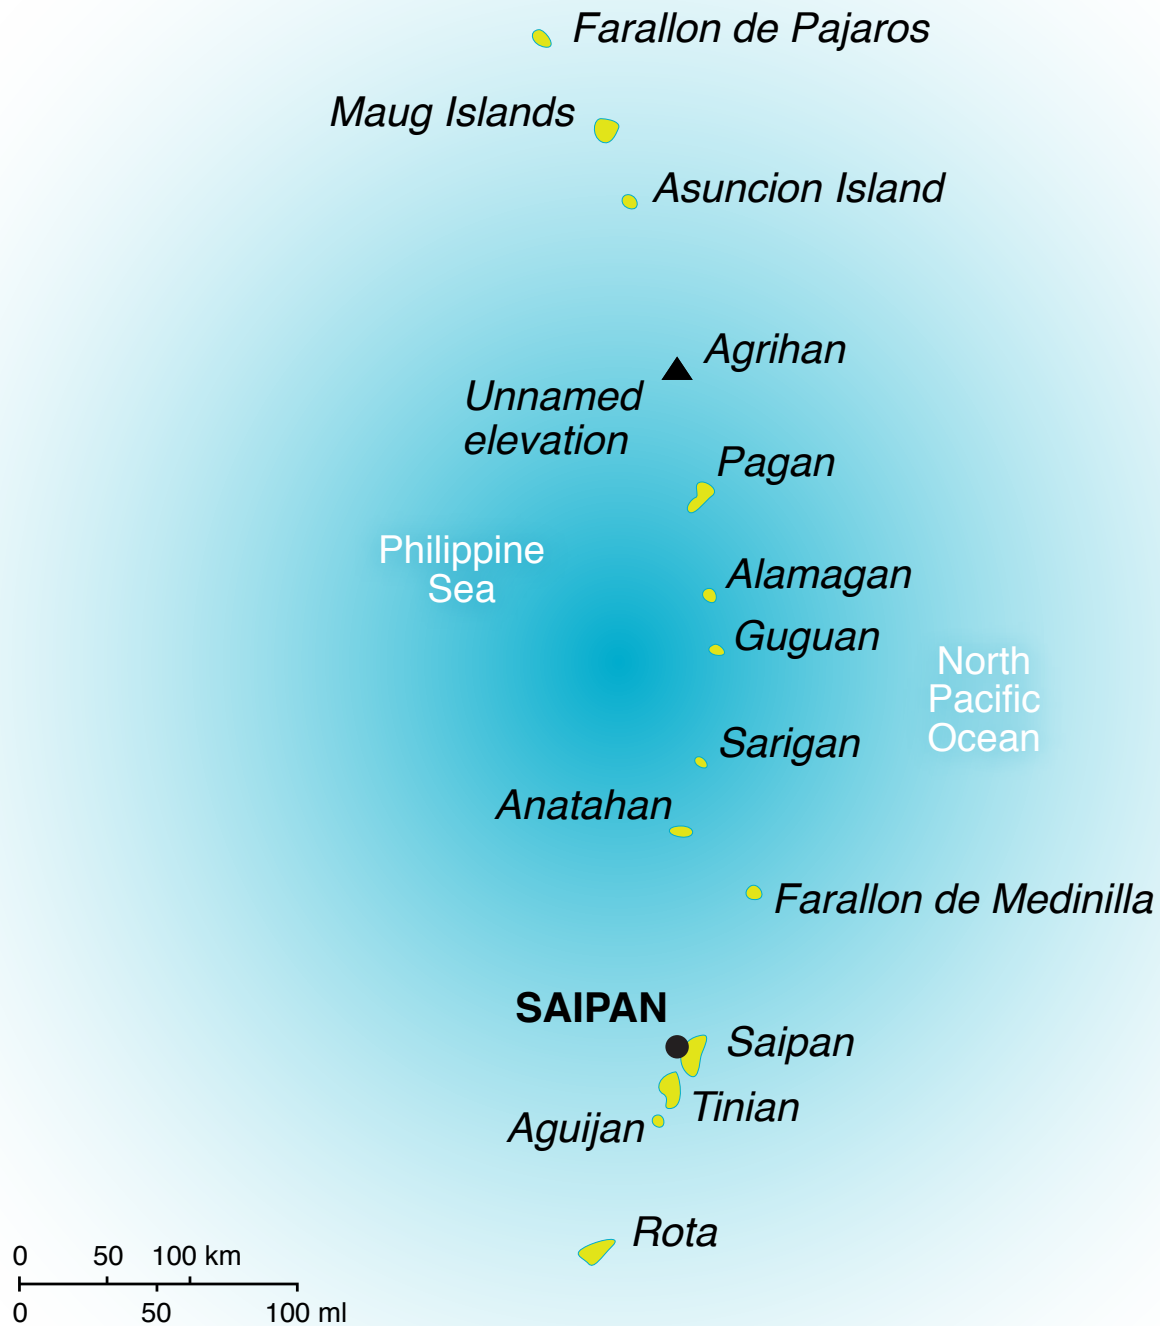 Farallon de Pajaros
Maug Islands
Asuncion Island
Agrihan
Unnamed
elevation
Pagan
Philippine
Sea
Alamagan
Guguan
North
Pacific
Ocean
Sarigan
Anatahan
Farallon de Medinilla
SAIPAN
Saipan
Tinian
Aguijan
Rota
0 50 100 km
0 50 100 ml